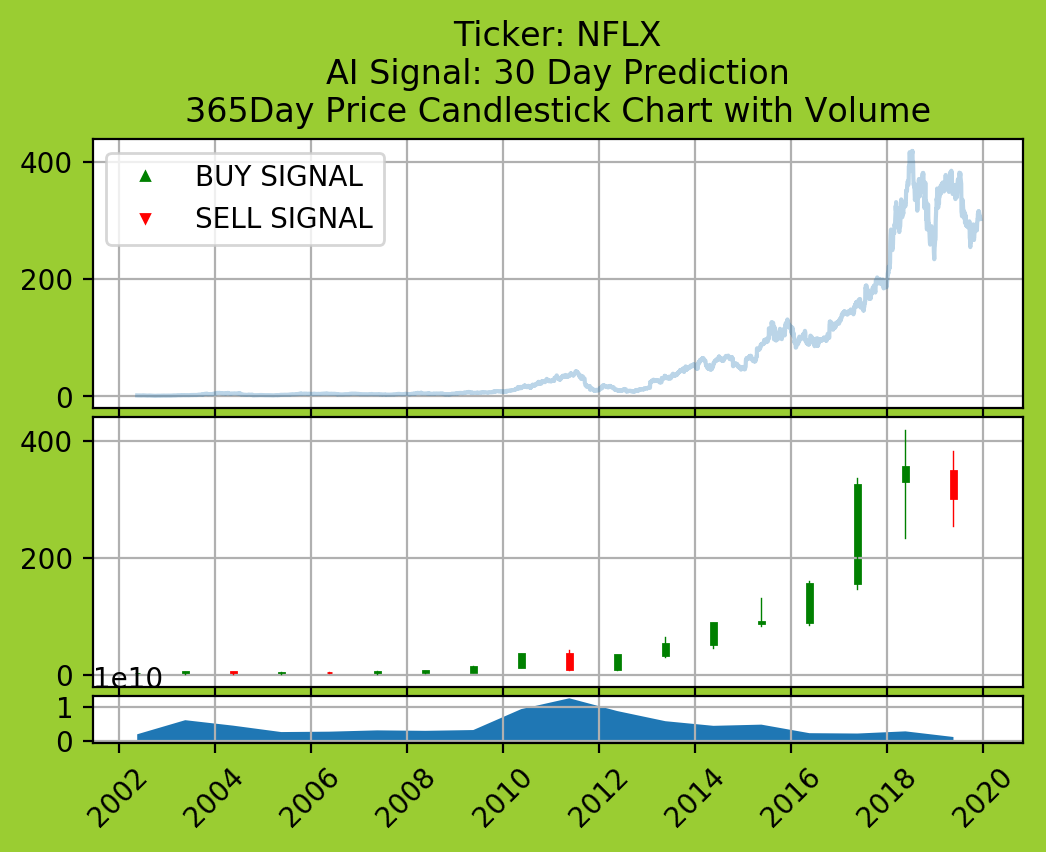 Ticker: NFLX
AI Signal: 30 Day Prediction
365Day Price Candlestick Chart with Volume
400
BUY SIGNAL
SELL SIGNAL
200
0
400
200
0
1e10
1
0
2002 2004 2006 2008 2010 2012 2014 2016 2018 2020